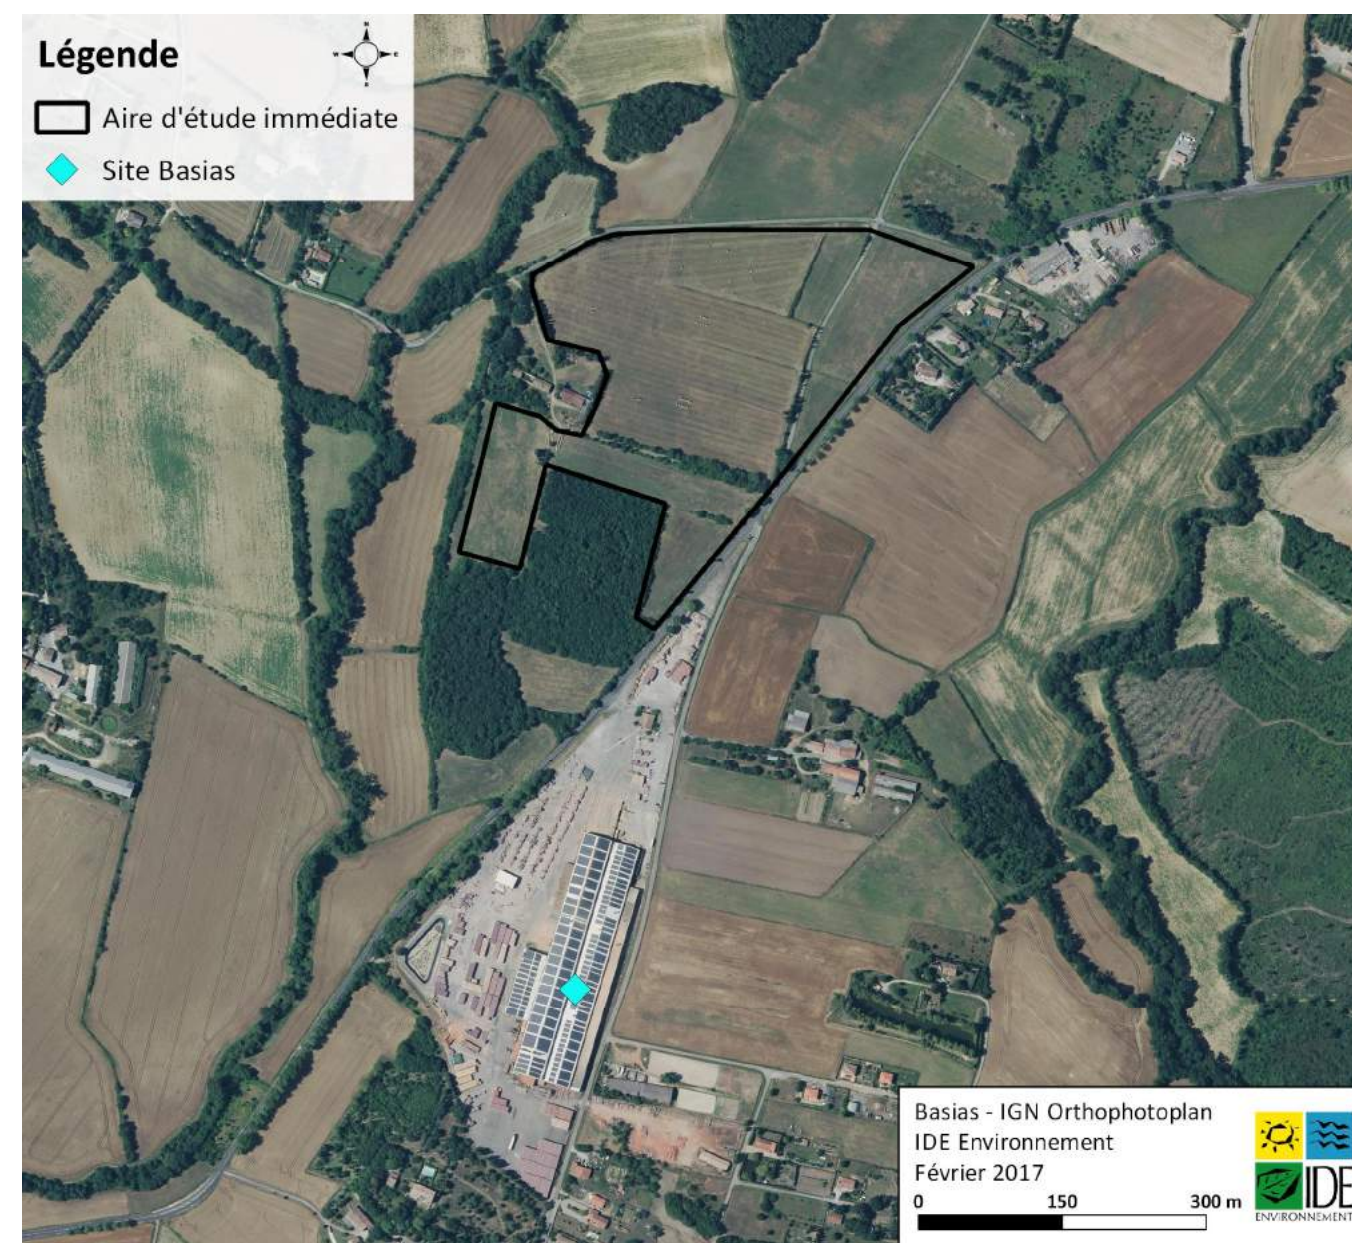 Légende
N
W E
S
Aire d'étude immédiate
Site Basias
Basias - IGN Orthophotoplan
IDE Environnement
Février 2017
0 150 300 m
IDE
ENVIRONNEMENT